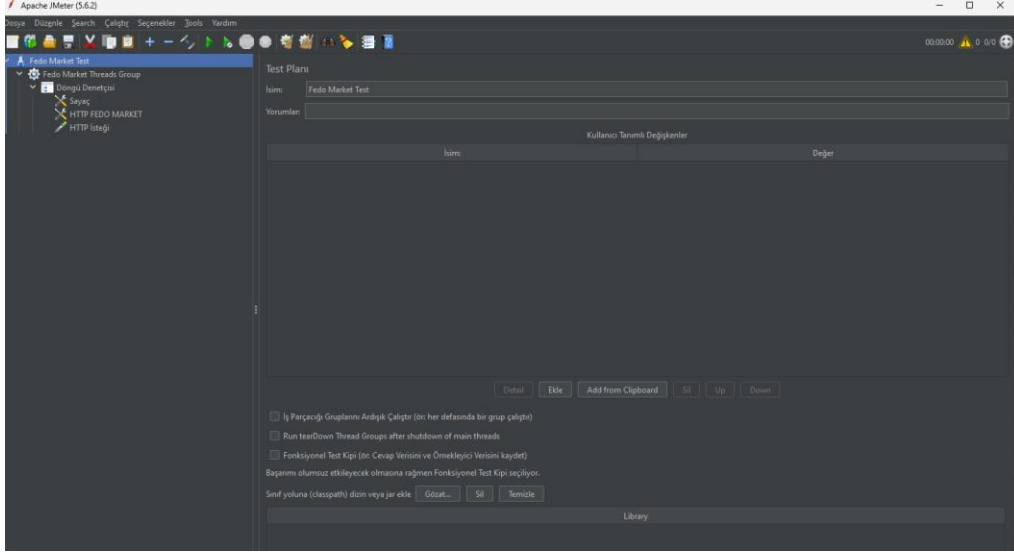 Apache JMeter (5.6.2)
Dosya Düzenle Search Çalıştır Seçenekler Tools Yardım
00:00:00 0 0/0
Fedo Market Test
Fedo Market Threads Group
Döngü Denetçisi
Sayaç
HTTP FEDO MARKET
HTTP İsteği
Test Planı
İsim: Fedo Market Test
Yorumlar:
Kullanıcı Tanımlı Değişkenler
İsim: Değer
Detail Ekle Add from Clipboard Sil Up Down
İş Parçacığı Gruplarını Ardışık Çalıştır (ör: her defasında bir grup çalıştır)
Run tearDown Thread Groups after shutdown of main threads
Fonksiyonel Test Kipi (ör: Cevap Verisini ve Örnekleyici Verisini kaydet)
Başarımı olumsuz etkileyecek olmasına rağmen Fonksiyonel Test Kipi seçiliyor.
Sınıf yoluna (classpath) dizin veya jar ekle Gözat... Sil Temizle
Library